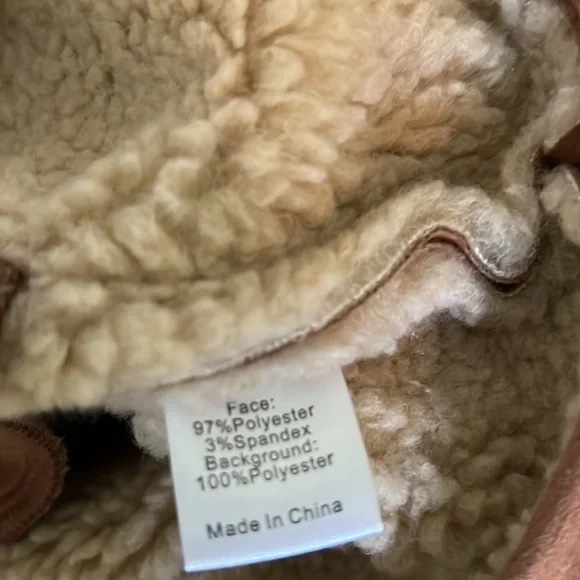 Face:
97%Polyester
3%Spandex
Background:
100%Polyester
Made In China